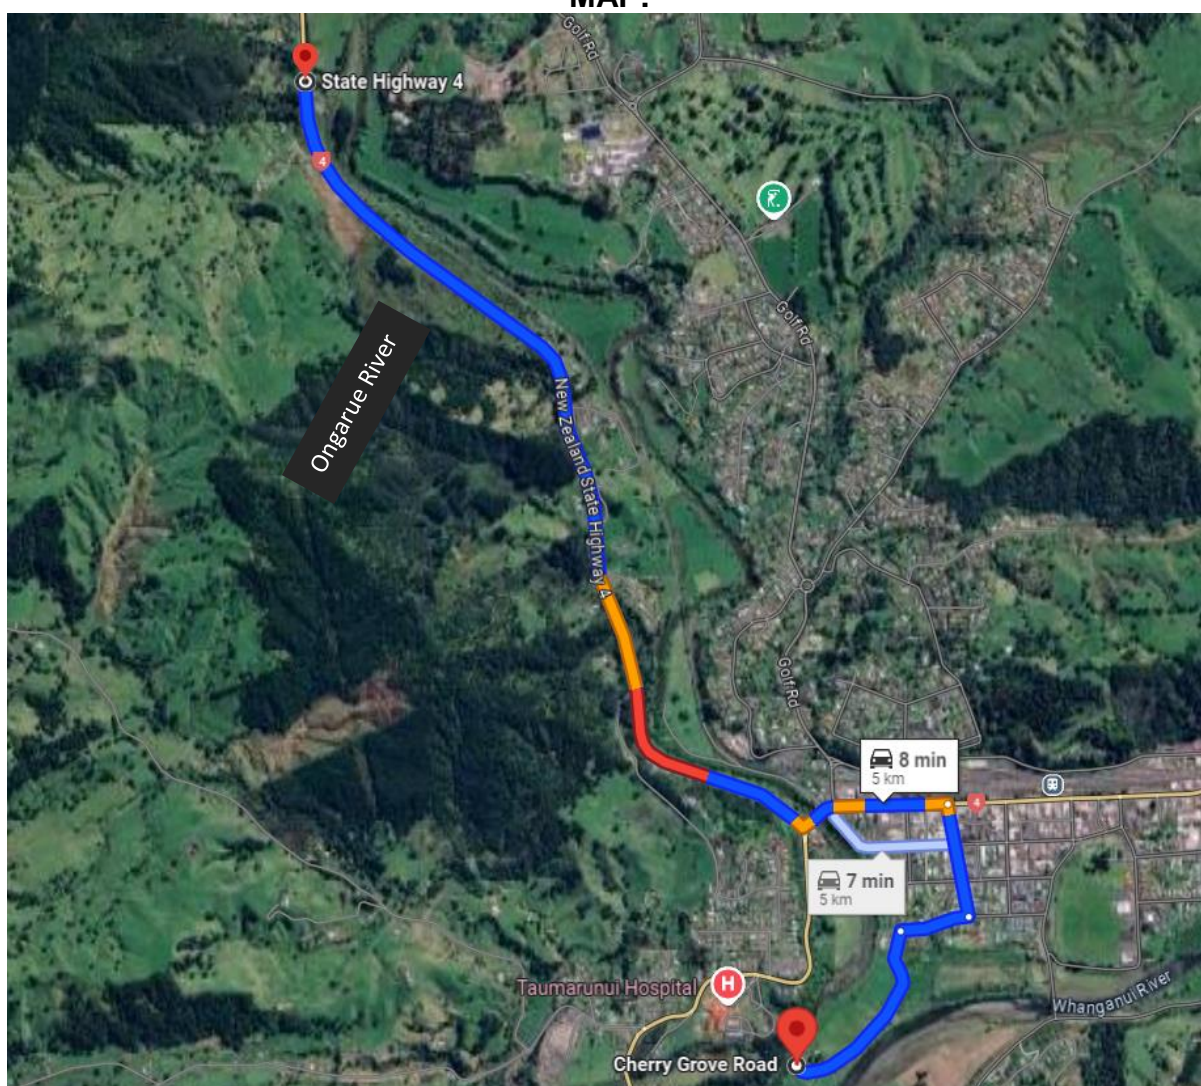 MAP:
Golf Rd
State Highway 4
4
Golf Rd
Ongarue River
New Zealand State Highway 4
Golf Rd
8 min
5 km
4
7 min
5 km
Taumarunui Hospital
H
Whanganui River
Cherry Grove Road